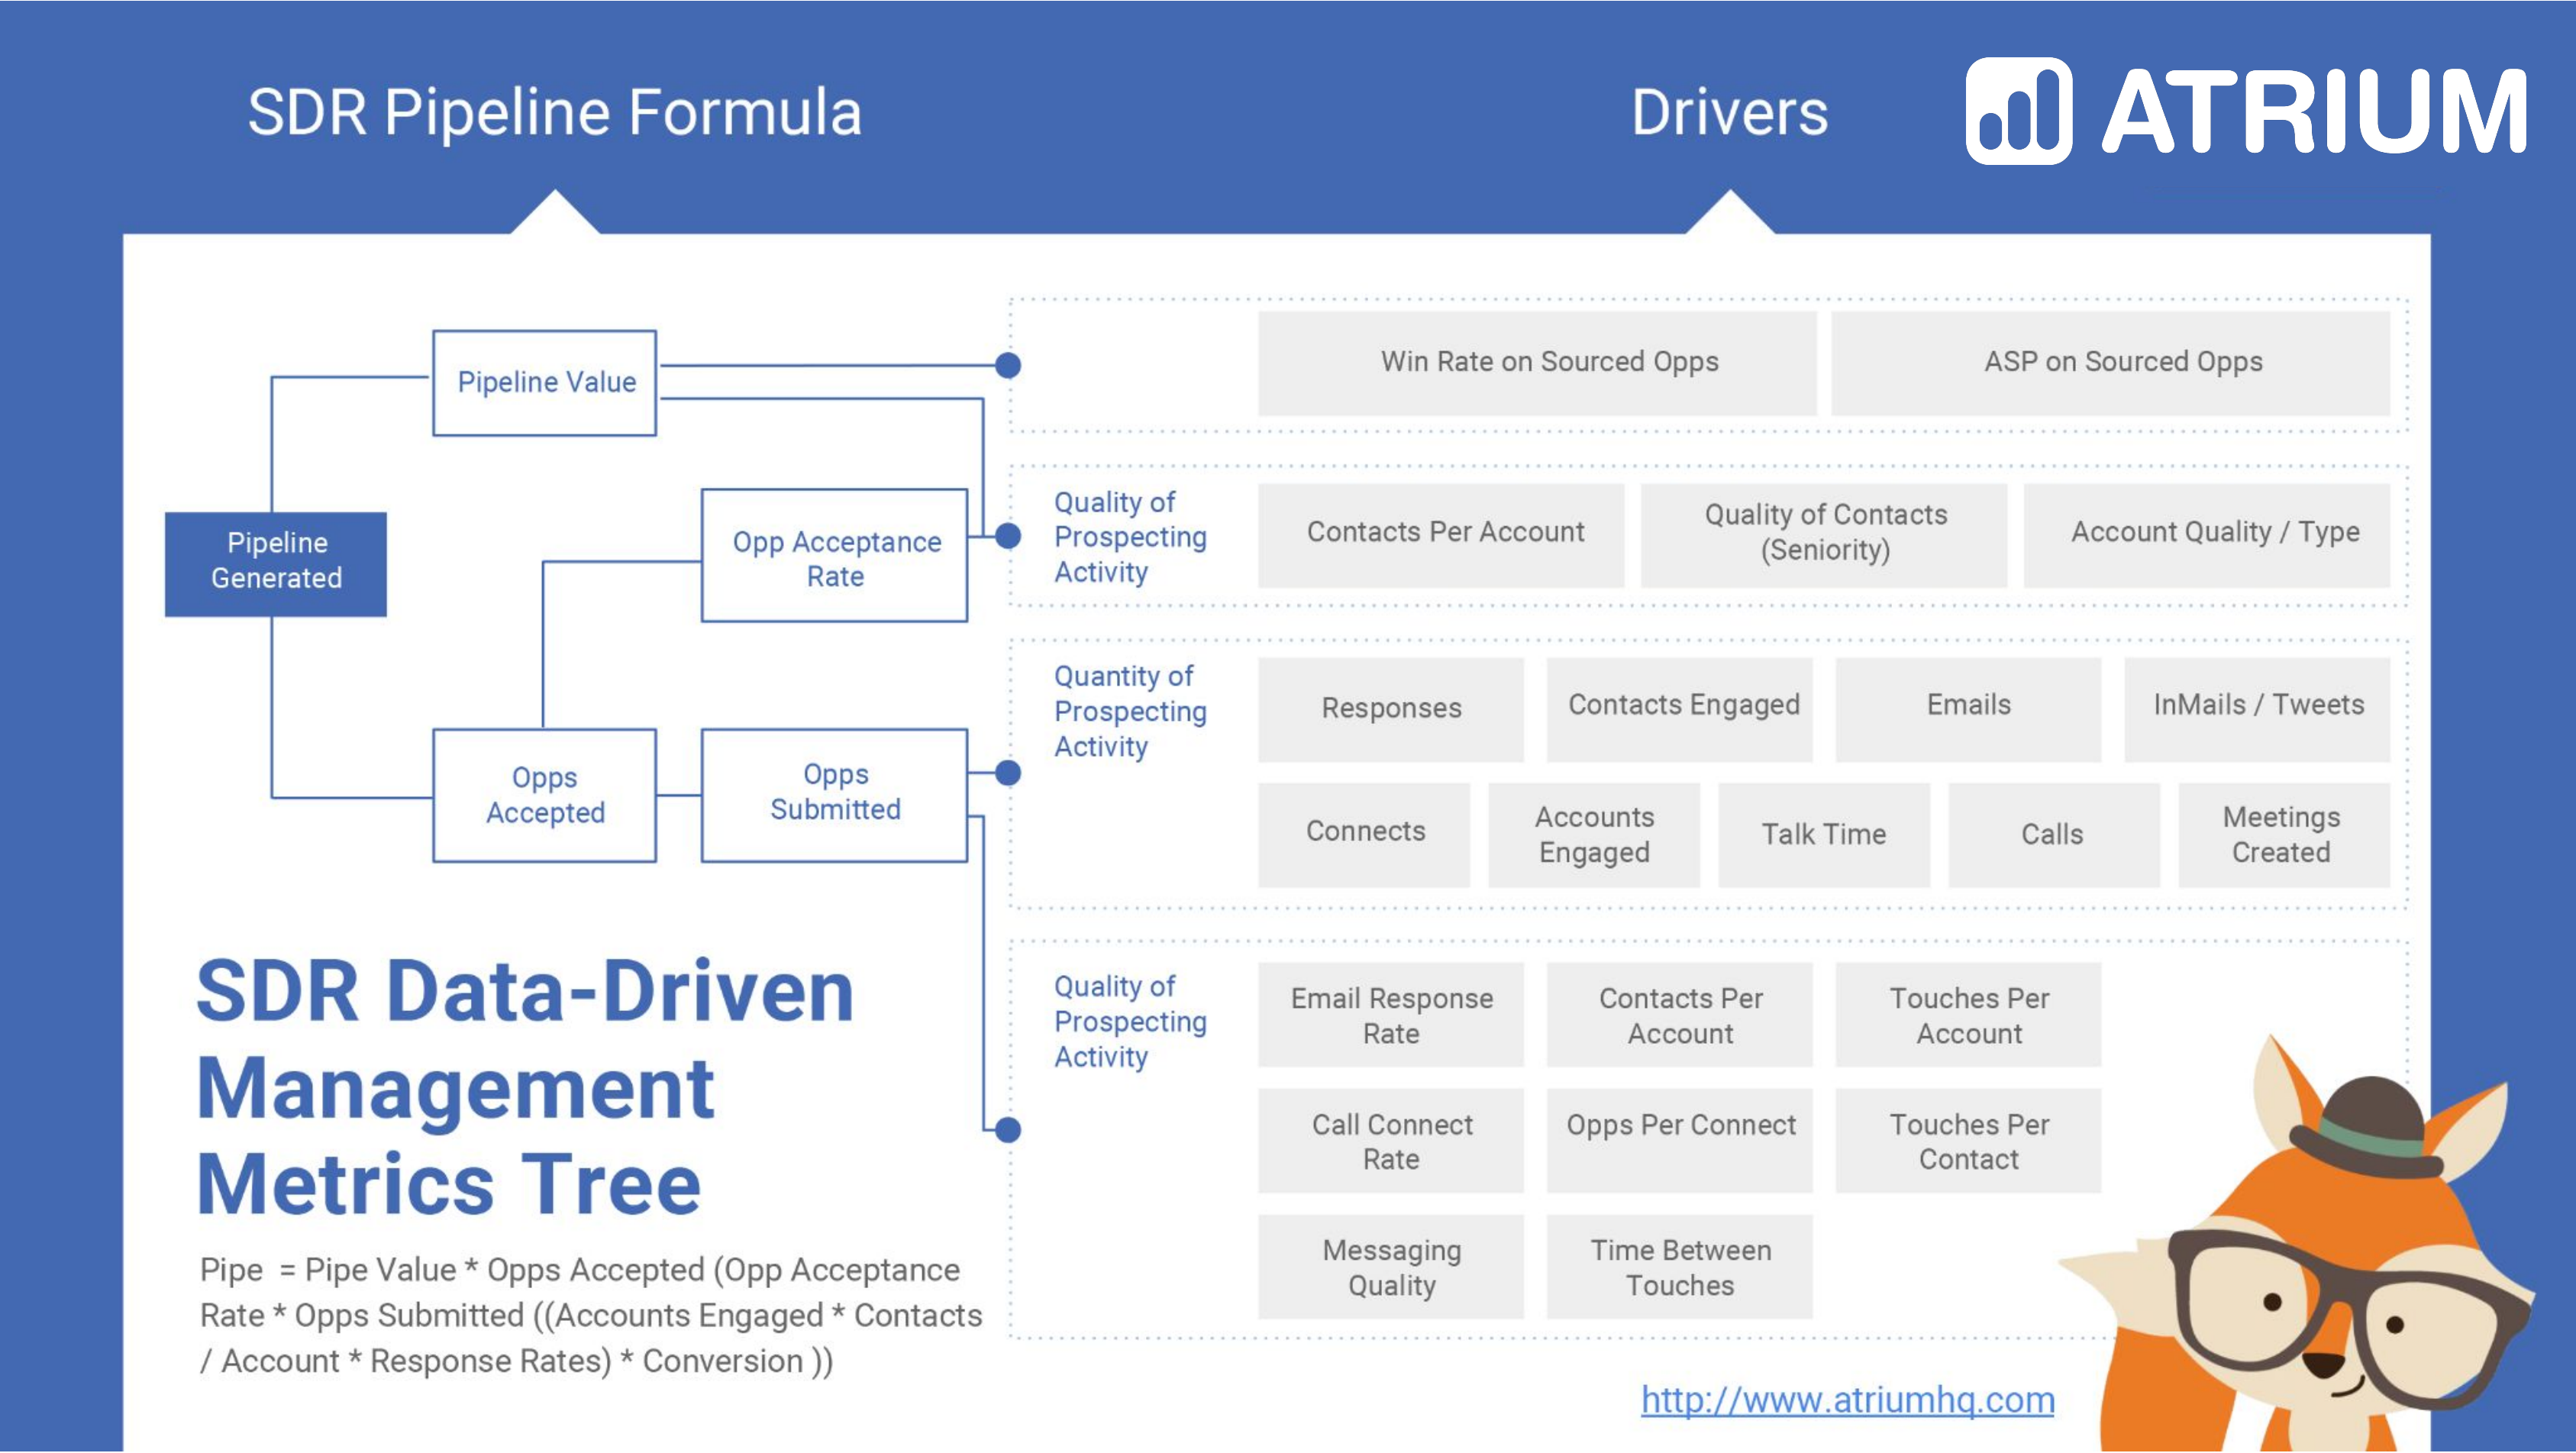 SDR Pipeline Formula
Drivers
ATRIUM
Pipeline Value
Pipeline
Generated
Opp Acceptance
Rate
Opps
Accepted
Opps
Submitted
Win Rate on Sourced Opps
ASP on Sourced Opps
Quality of
Prospecting
Activity
Contacts Per Account
Quality of Contacts
(Seniority)
Account Quality / Type
Quantity of
Prospecting
Activity
Responses
Contacts Engaged
Emails
InMails / Tweets
Connects
Accounts
Engaged
Talk Time
Calls
Meetings
Created
Quality of
Prospecting
Activity
Email Response
Rate
Contacts Per
Account
Touches Per
Account
Call Connect
Rate
Opps Per Connect
Touches Per
Contact
Messaging
Quality
Time Between
Touches
SDR Data-Driven
Management
Metrics Tree
Pipe = Pipe Value * Opps Accepted (Opp Acceptance
Rate * Opps Submitted ((Accounts Engaged * Contacts
/ Account * Response Rates) * Conversion ))
http://www.atriumhq.com